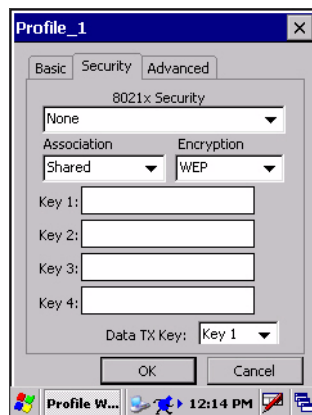 Profile_1
Basic Security Advanced
8021x Security
None
Association Encryption
Shared WEP
Key 1:
Key 2:
Key 3:
Key 4:
Data TX Key: Key 1
OK Cancel
Profile W... 12:14 PM